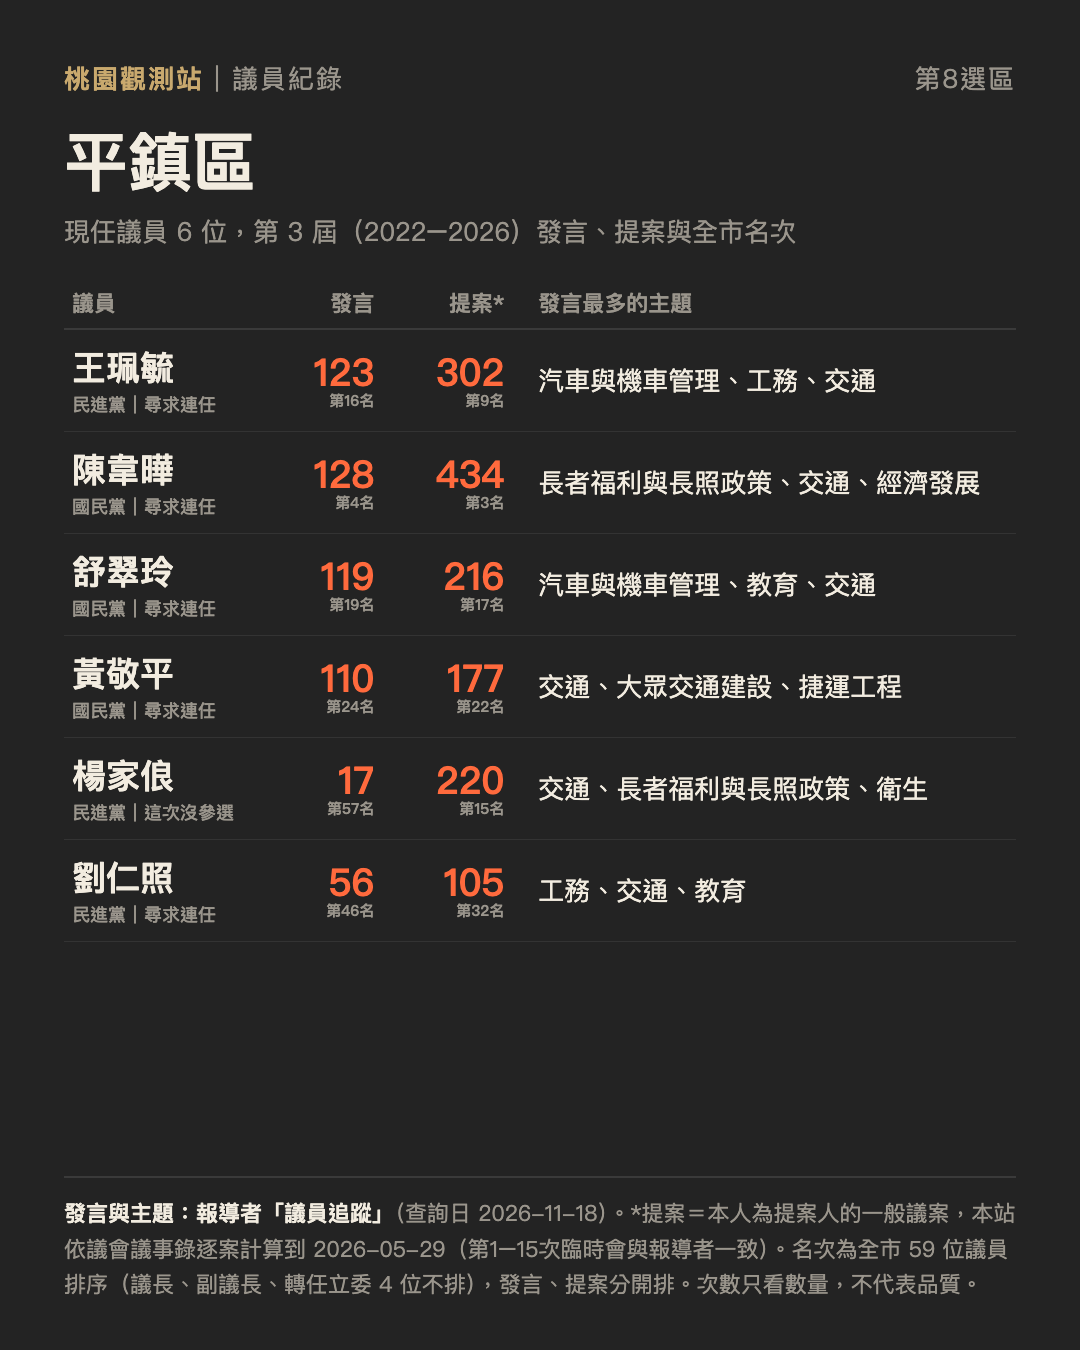 桃園觀測站｜議員紀錄
第8選區
平鎮區
現任議員 6 位，第 3 屆（2022—2026）發言、提案與全市名次
議員 發言 提案* 發言最多的主題
王珮毓 123 302 汽車與機車管理、工務、交通
民進黨｜尋求連任 第16名 第9名
陳韋曄 128 434 長者福利與長照政策、交通、經濟發展
國民黨｜尋求連任 第4名 第3名
舒翠玲 119 216 汽車與機車管理、教育、交通
國民黨｜尋求連任 第19名 第17名
黃敬平 110 177 交通、大眾交通建設、捷運工程
國民黨｜尋求連任 第24名 第22名
楊家俍 17 220 交通、長者福利與長照政策、衛生
民進黨｜這次沒參選 第57名 第15名
劉仁照 56 105 工務、交通、教育
民進黨｜尋求連任 第46名 第32名
發言與主題：報導者「議員追蹤」（查詢日 2026–11–18）。*提案＝本人為提案人的一般議案，本站
依議會議事錄逐案計算到 2026–05–29（第1—15次臨時會與報導者一致）。名次為全市 59 位議員
排序（議長、副議長、轉任立委 4 位不排），發言、提案分開排。次數只看數量，不代表品質。